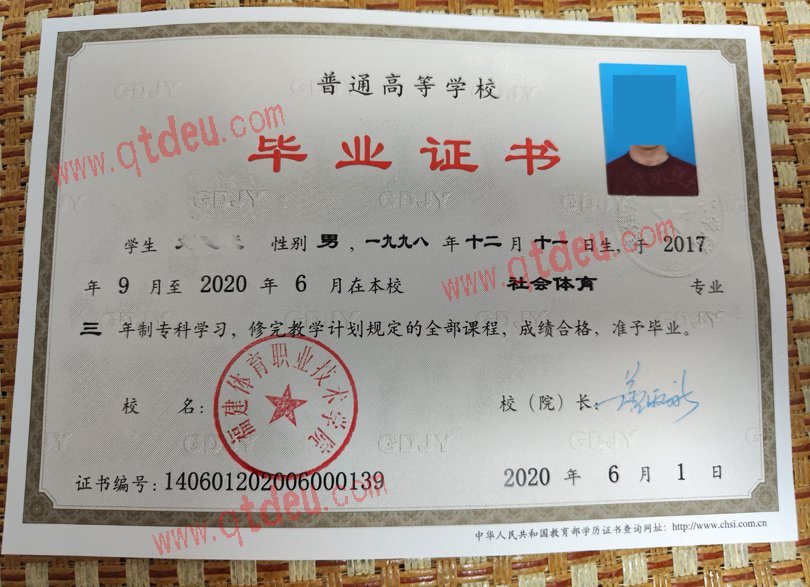 普通高等学校
毕业证书
学生 性别 男 ，一九九八 年 十二 月 十一 日生，于 2017
年 9 月至 2020 年 6 月在本校 社会体育 专业
三 年制专科学习，修完教学计划规定的全部课程，成绩合格，准予毕业。
福建体育职业技术学院
校 名： 校（院）长：
证书编号：140601202006000139 2020 年 6 月 1 日
中华人民共和国教育部学历证书查询网址：http://www.chsi.com.cn
www.qtdeu.com
www.qtdeu.com
www.qtdeu.com
GDJY
GDJY
GDJY
GDJY
GDJY
GDJY